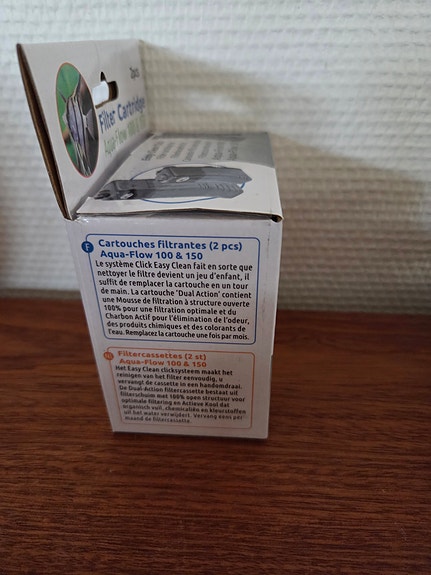 2pcs
Filter Cartridge
Aqua-Flow 100 &
F Cartouches filtrantes (2 pcs)
Aqua-Flow 100 & 150
Le système Click Easy Clean fait en sorte que
nettoyer le filtre devient un jeu d'enfant, il
suffit de remplacer la cartouche en un tour
de main. La cartouche 'Dual Action' contient
une Mousse de filtration à structure ouverte
100% pour une filtration optimale et du
Charbon Actif pour l'élimination de l'odeur,
des produits chimiques et des colorants de
l'eau. Remplacez la cartouche une fois par mois.
Filtercassettes (2 st)
Aqua-Flow 100 & 150
Het Easy Clean clicksysteem maakt het
reinigen van het filter eenvoudig, u
vervangt de cassette in een handomdraai.
De Dual-Action filtercassette bestaat uit
filterschuim met 100% open structuur voor
optimale filtering en Actieve Kool dat
organisch vuil, chemicaliën en kleurstoffen
uit het water verwijdert. Vervang eens per
maand de filtercassette.